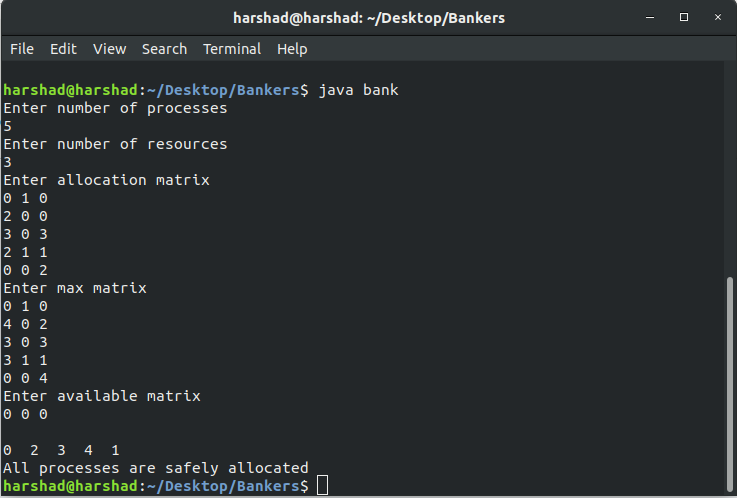 harshad@harshad: ~/Desktop/Bankers
File Edit View Search Terminal Help
harshad@harshad:~/Desktop/Bankers$ java bank
Enter number of processes
5
Enter number of resources
3
Enter allocation matrix
0 1 0
2 0 0
3 0 3
2 1 1
0 0 2
Enter max matrix
0 1 0
4 0 2
3 0 3
3 1 1
0 0 4
Enter available matrix
0 0 0
0  2  3  4  1
All processes are safely allocated
harshad@harshad:~/Desktop/Bankers$